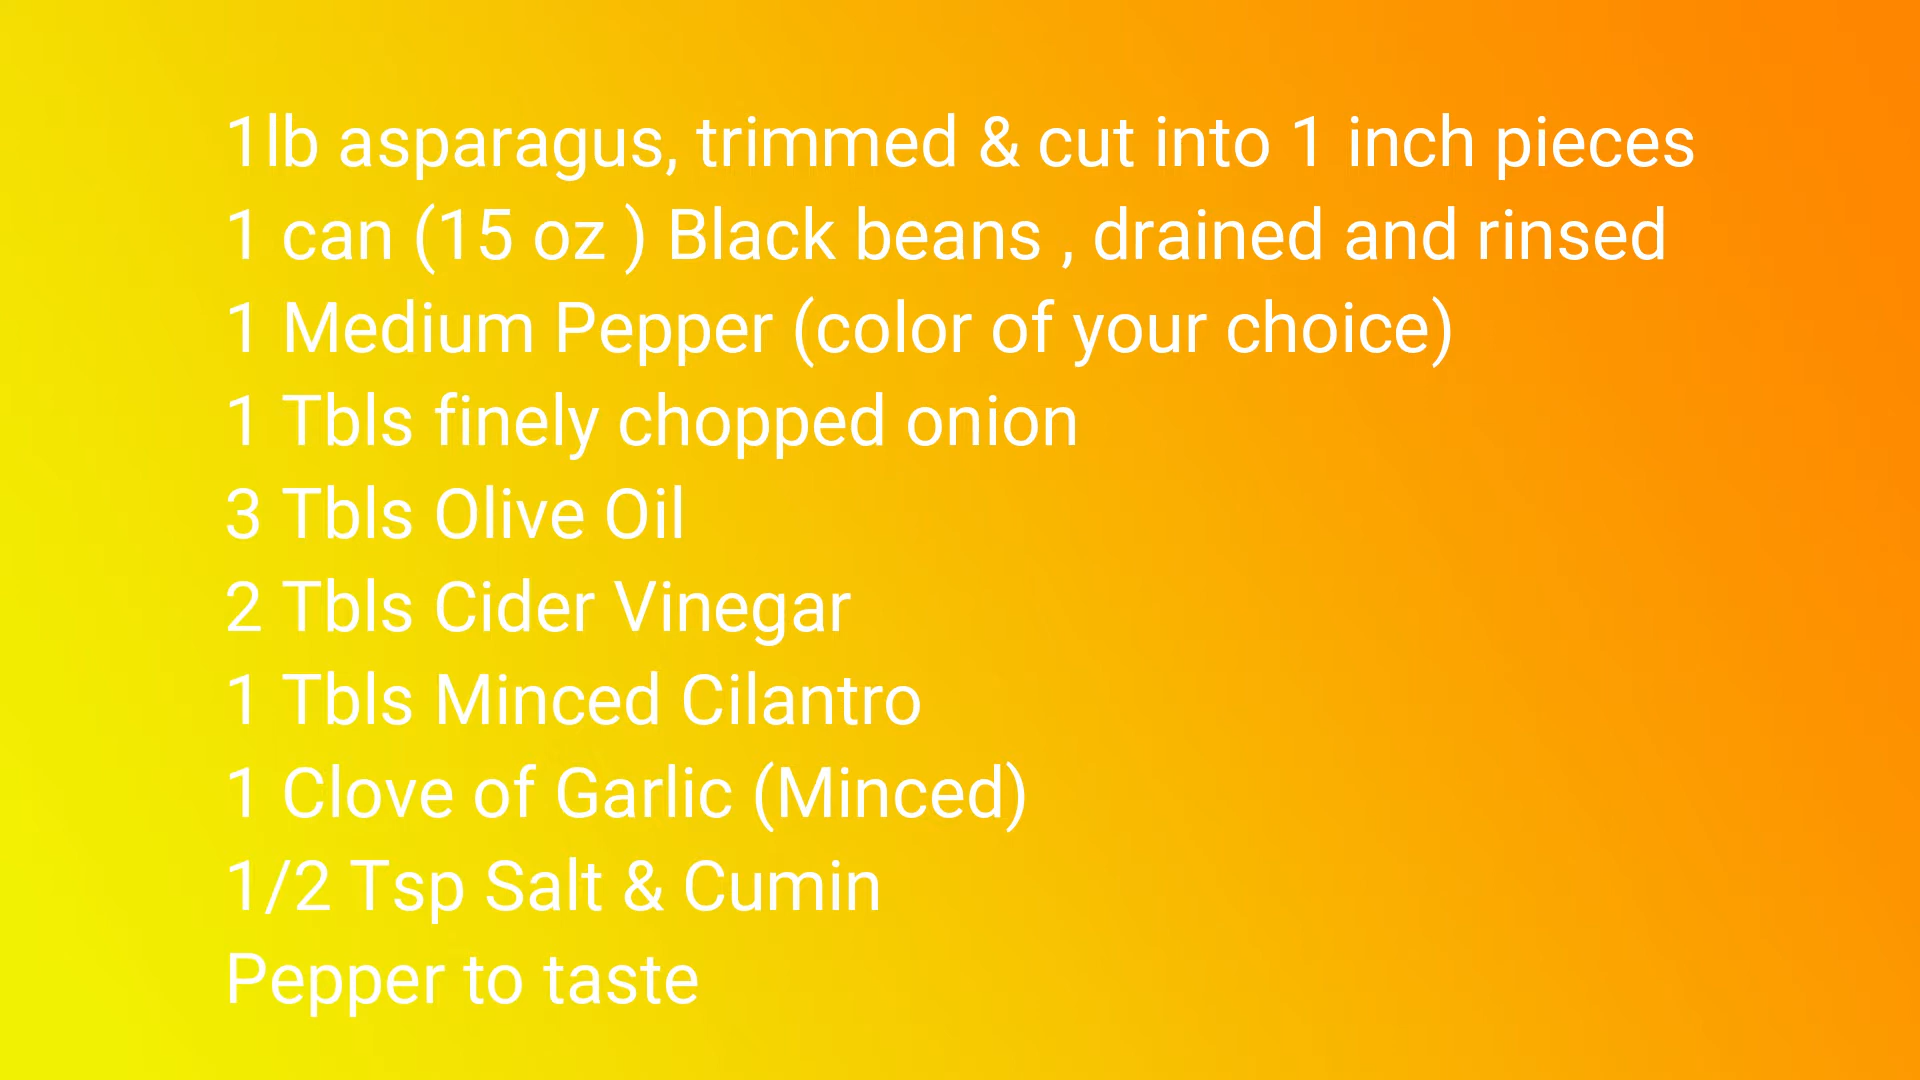 1lb asparagus, trimmed & cut into 1 inch pieces
1 can (15 oz ) Black beans , drained and rinsed
1 Medium Pepper (color of your choice)
1 Tbls finely chopped onion
3 Tbls Olive Oil
2 Tbls Cider Vinegar
1 Tbls Minced Cilantro
1 Clove of Garlic (Minced)
1/2 Tsp Salt & Cumin
Pepper to taste